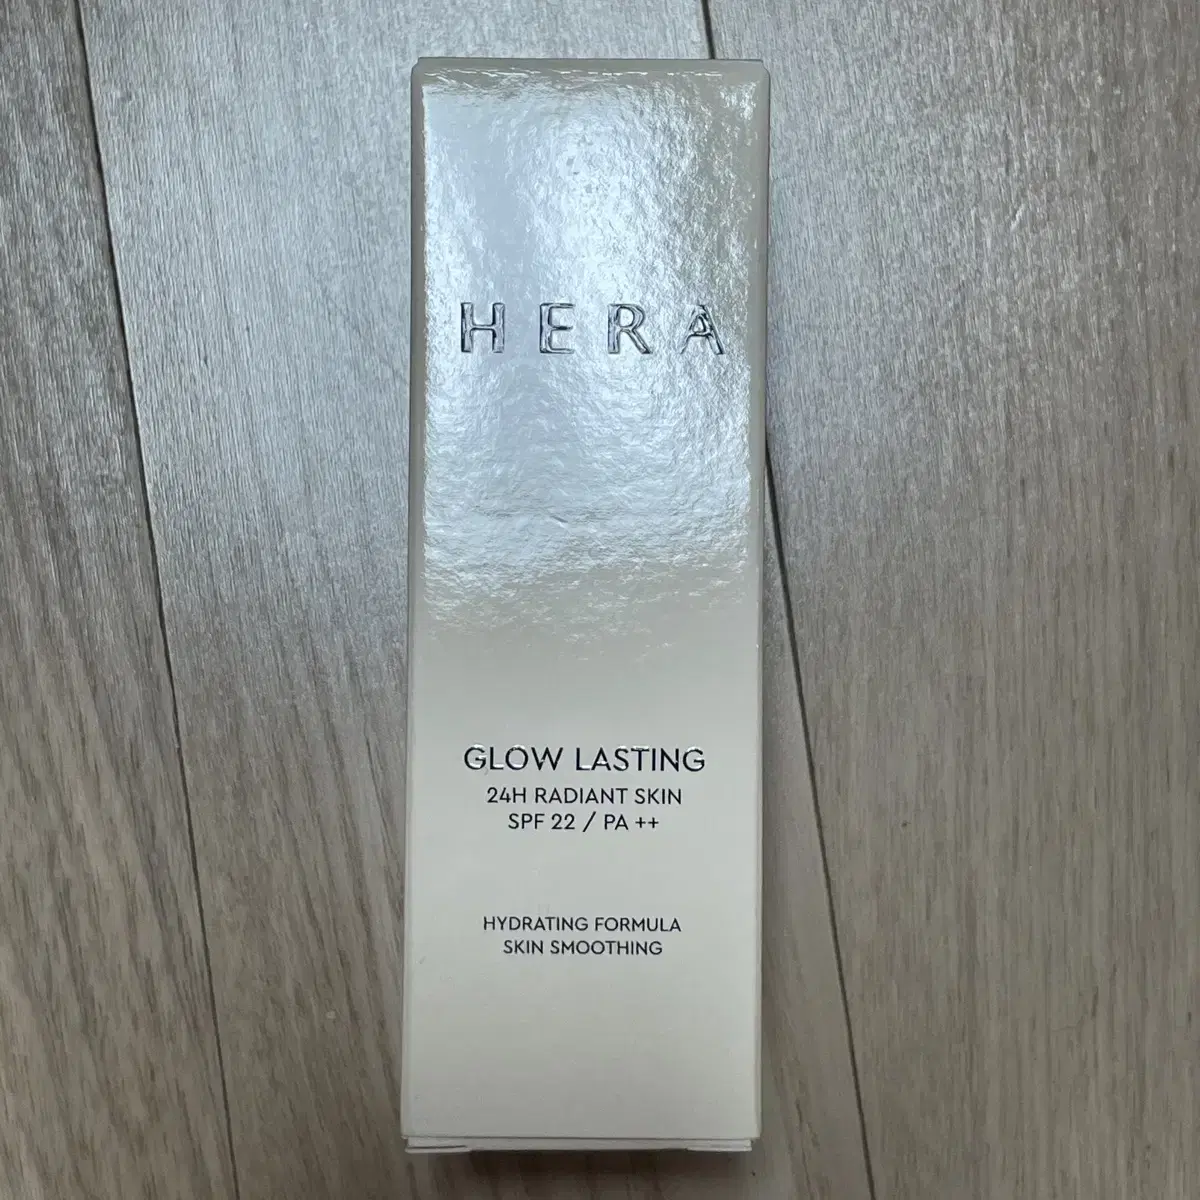 HERA
GLOW LASTING
24H RADIANT SKIN
SPF 22 / PA ++
HYDRATING FORMULA
SKIN SMOOTHING